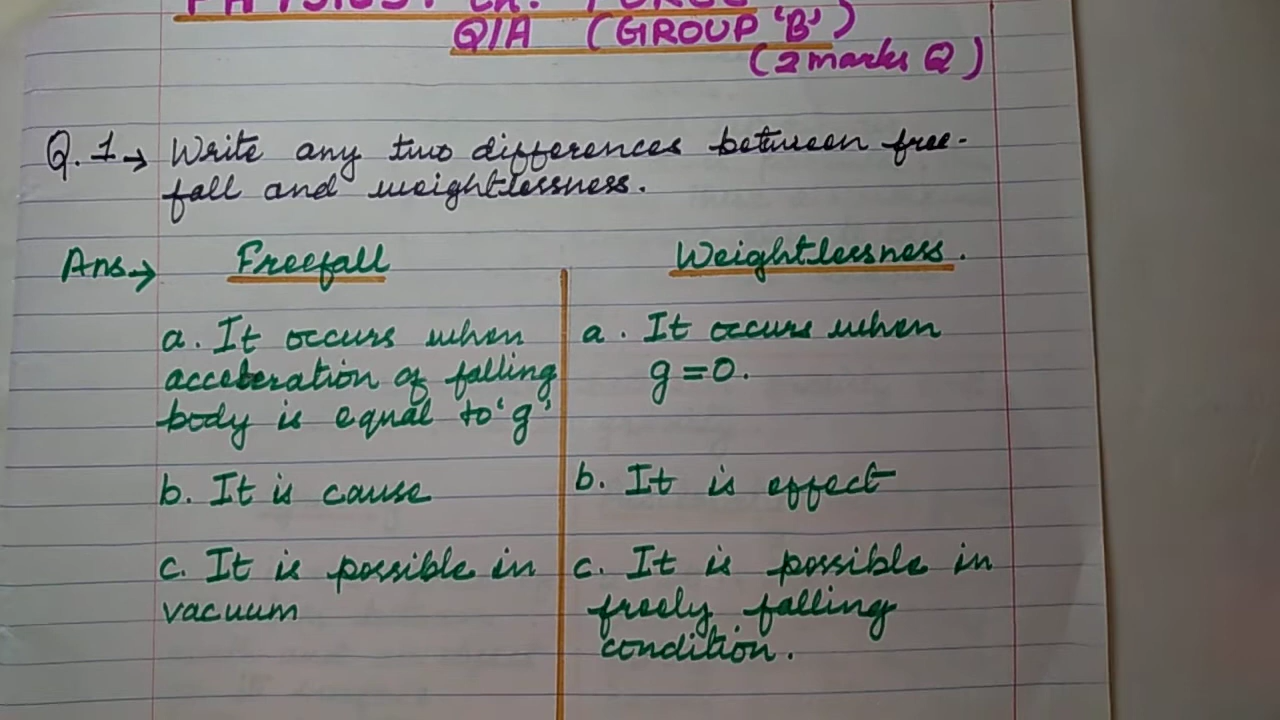 Q/A (GROUP 'B')
(2 marks Q)
Q.1→ Write any two differences between free-
fall and weightlessness.
Ans→ Freefall
a. It occurs when
acceleration of falling
body is equal to 'g'
b. It is cause
c. It is possible in
vacuum
Weightlessness.
a. It occurs when
g=0.
b. It is effect
c. It is possible in
freely falling
condition.